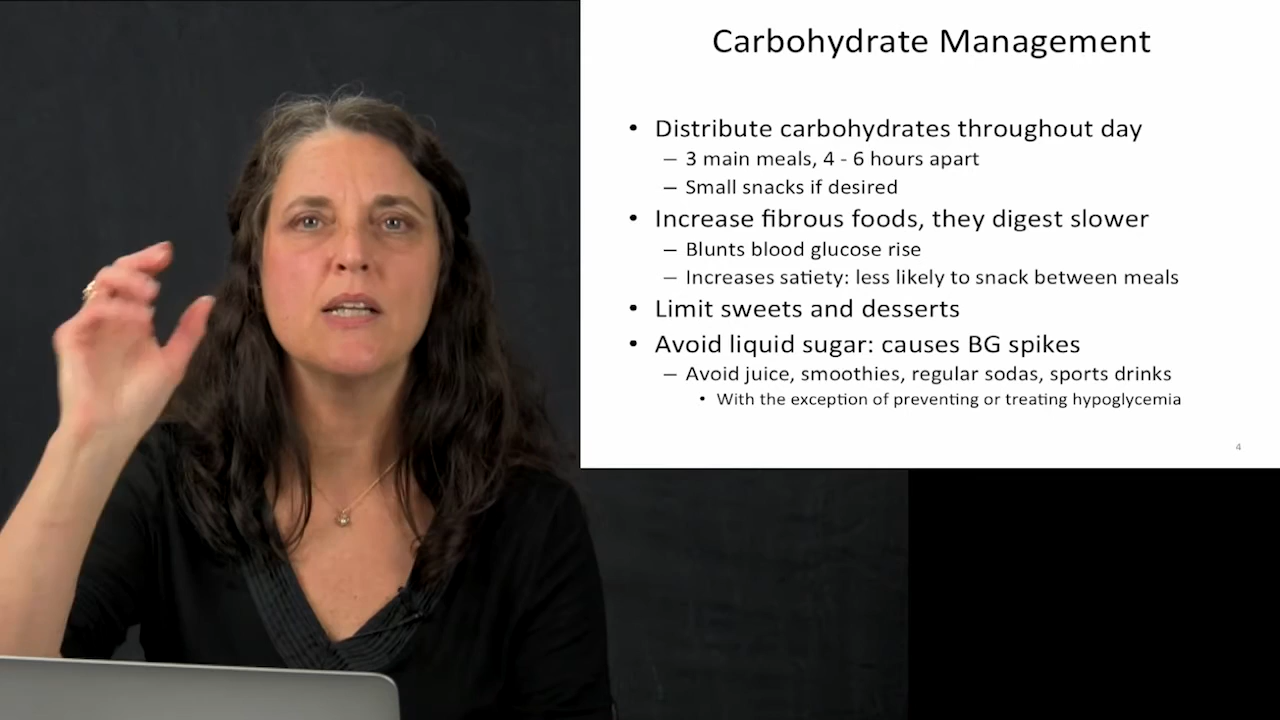 Carbohydrate Management
• Distribute carbohydrates throughout day
– 3 main meals, 4 - 6 hours apart
– Small snacks if desired
• Increase fibrous foods, they digest slower
– Blunts blood glucose rise
– Increases satiety: less likely to snack between meals
• Limit sweets and desserts
• Avoid liquid sugar: causes BG spikes
– Avoid juice, smoothies, regular sodas, sports drinks
• With the exception of preventing or treating hypoglycemia
4